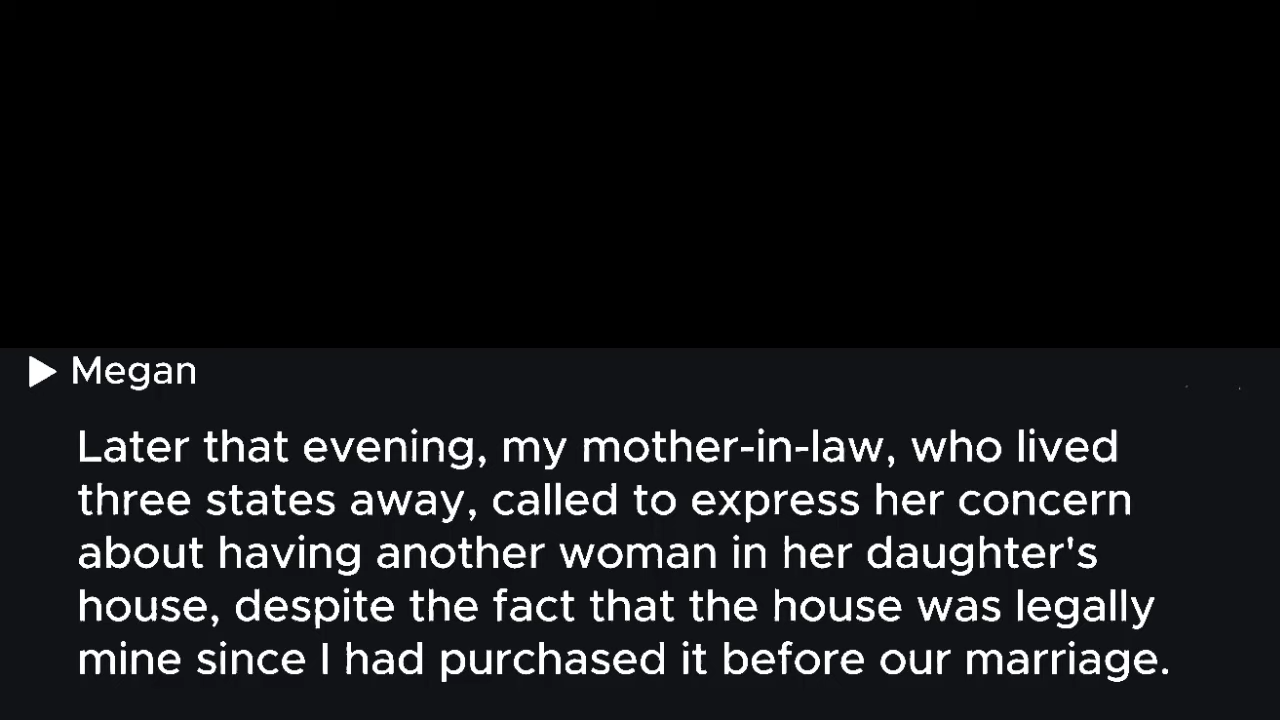 Megan
Later that evening, my mother-in-law, who lived
three states away, called to express her concern
about having another woman in her daughter's
house, despite the fact that the house was legally
mine since I had purchased it before our marriage.